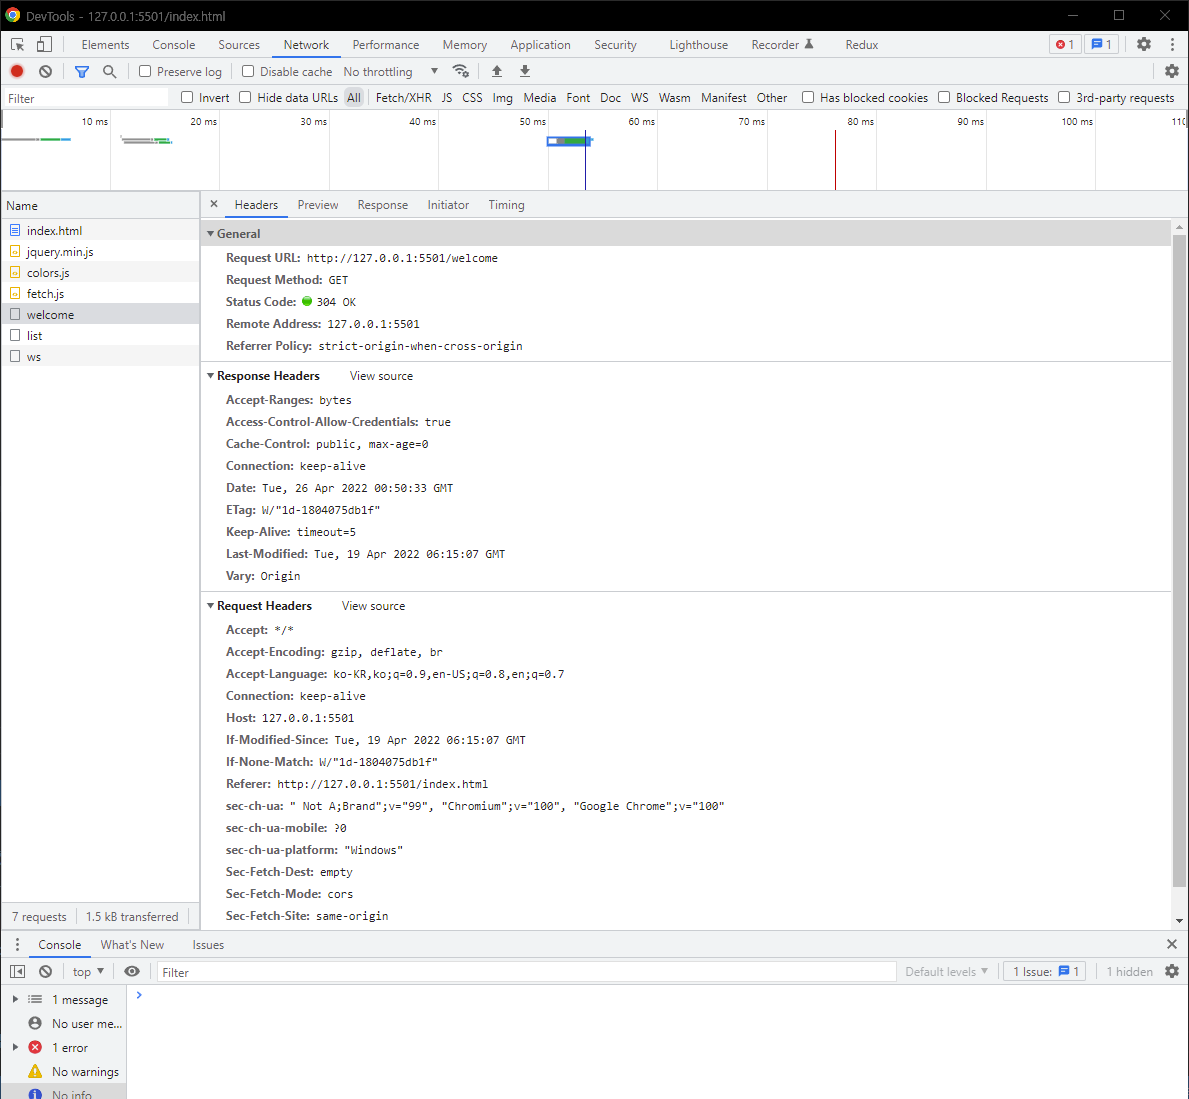 DevTools - 127.0.0.1:5501/index.html
Elements Console Sources Network Performance Memory Application Security Lighthouse Recorder Redux 1 1
Preserve log Disable cache No throttling
Filter Invert Hide data URLs All Fetch/XHR JS CSS Img Media Font Doc WS Wasm Manifest Other Has blocked cookies Blocked Requests 3rd-party requests
10 ms 20 ms 30 ms 40 ms 50 ms 60 ms 70 ms 80 ms 90 ms 100 ms 110
Name
index.html
jquery.min.js
colors.js
fetch.js
welcome
list
ws
7 requests 1.5 kB transferred
Headers Preview Response Initiator Timing
General
Request URL: http://127.0.0.1:5501/welcome
Request Method: GET
Status Code: 304 OK
Remote Address: 127.0.0.1:5501
Referrer Policy: strict-origin-when-cross-origin
Response Headers View source
Accept-Ranges: bytes
Access-Control-Allow-Credentials: true
Cache-Control: public, max-age=0
Connection: keep-alive
Date: Tue, 26 Apr 2022 00:50:33 GMT
ETag: W/"1d-1804075db1f"
Keep-Alive: timeout=5
Last-Modified: Tue, 19 Apr 2022 06:15:07 GMT
Vary: Origin
Request Headers View source
Accept: */*
Accept-Encoding: gzip, deflate, br
Accept-Language: ko-KR,ko;q=0.9,en-US;q=0.8,en;q=0.7
Connection: keep-alive
Host: 127.0.0.1:5501
If-Modified-Since: Tue, 19 Apr 2022 06:15:07 GMT
If-None-Match: W/"1d-1804075db1f"
Referer: http://127.0.0.1:5501/index.html
sec-ch-ua: " Not A;Brand";v="99", "Chromium";v="100", "Google Chrome";v="100"
sec-ch-ua-mobile: ?0
sec-ch-ua-platform: "Windows"
Sec-Fetch-Dest: empty
Sec-Fetch-Mode: cors
Sec-Fetch-Site: same-origin
Console What's New Issues
top Filter Default levels 1 Issue: 1 1 hidden
1 message
No user me...
1 error
No warnings
No info